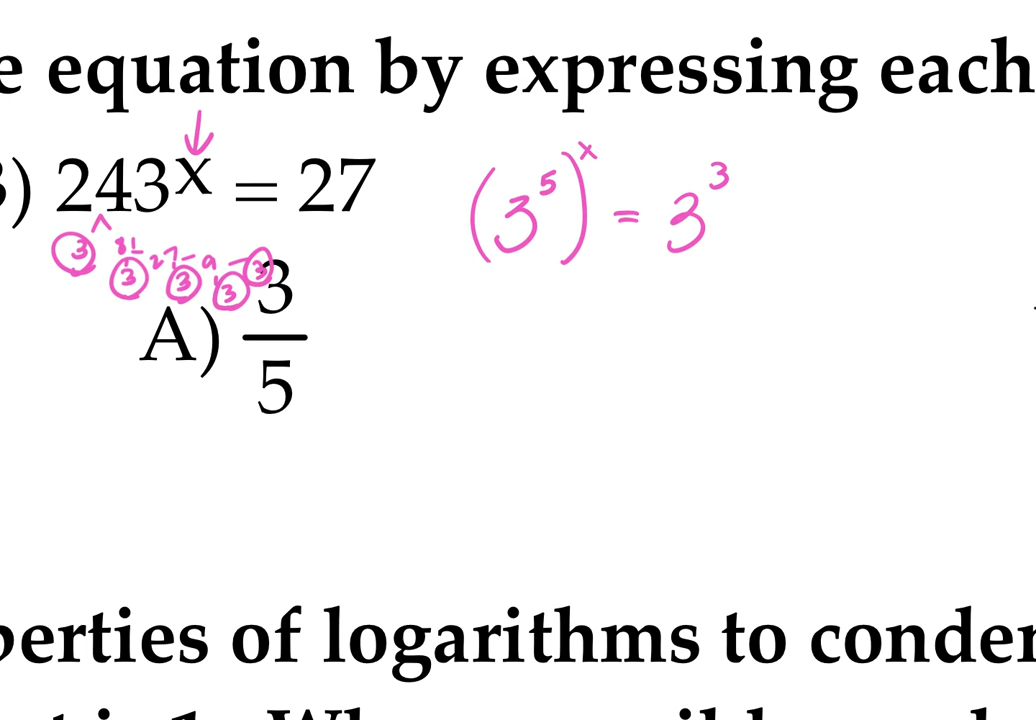 e equation by expressing each
3) 243^x = 27 (3^5)^x = 3^3
3 81 27 9
3 3 3 3
A) 3/5
perties of logarithms to conden